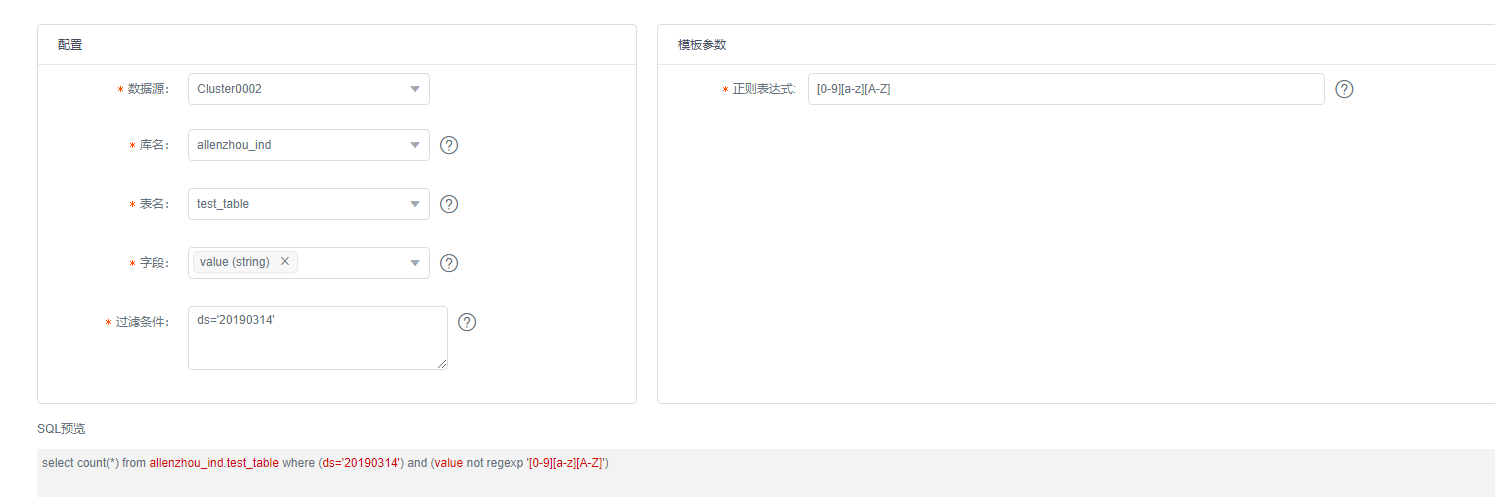 配置
* 数据源: Cluster0002
* 库名: allenzhou_ind ?
* 表名: test_table ?
* 字段: value (string) × ?
* 过滤条件: ds='20190314' ?
模板参数
* 正则表达式: [0-9][a-z][A-Z] ?
SQL预览
select count(*) from allenzhou_ind.test_table where (ds='20190314') and (value not regexp '[0-9][a-z][A-Z]')